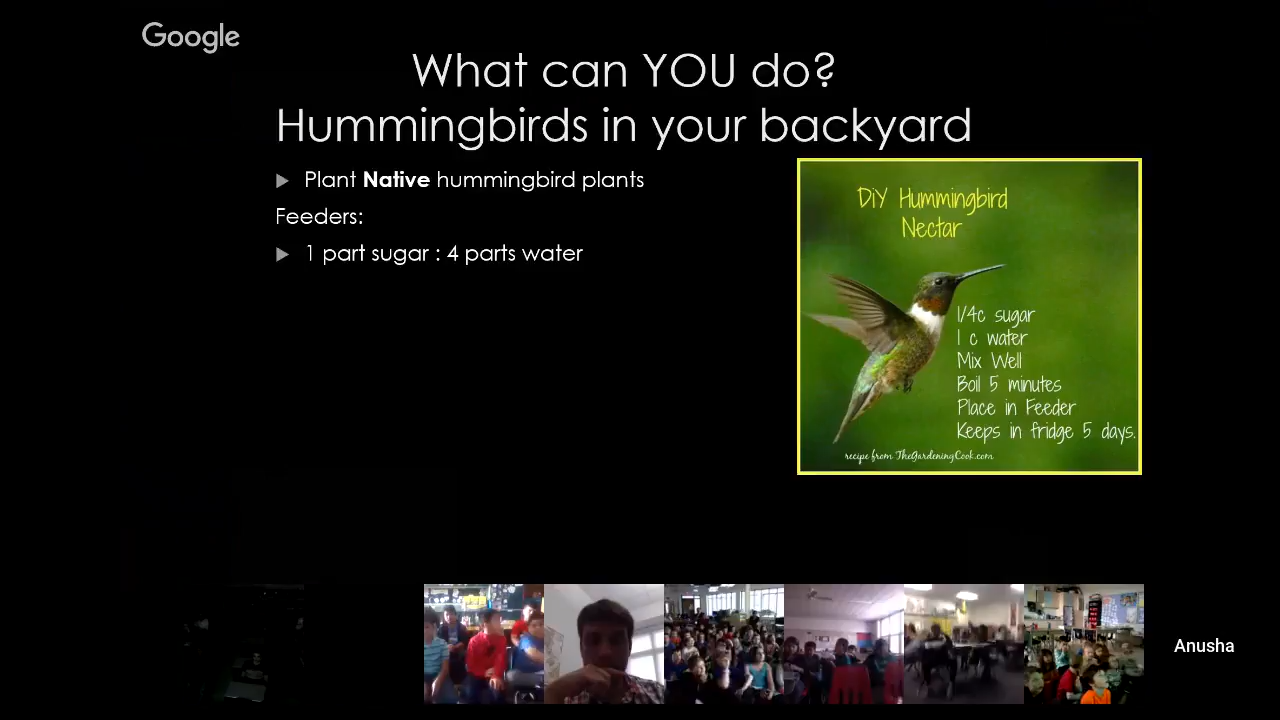 Google
What can YOU do?
Hummingbirds in your backyard
Plant Native hummingbird plants
Feeders:
1 part sugar : 4 parts water
DiY Hummingbird
Nectar
1/4c sugar
1 c water
Mix Well
Boil 5 minutes
Place in Feeder
Keeps in fridge 5 days.
recipe from TheGardeningCook.com
Anusha